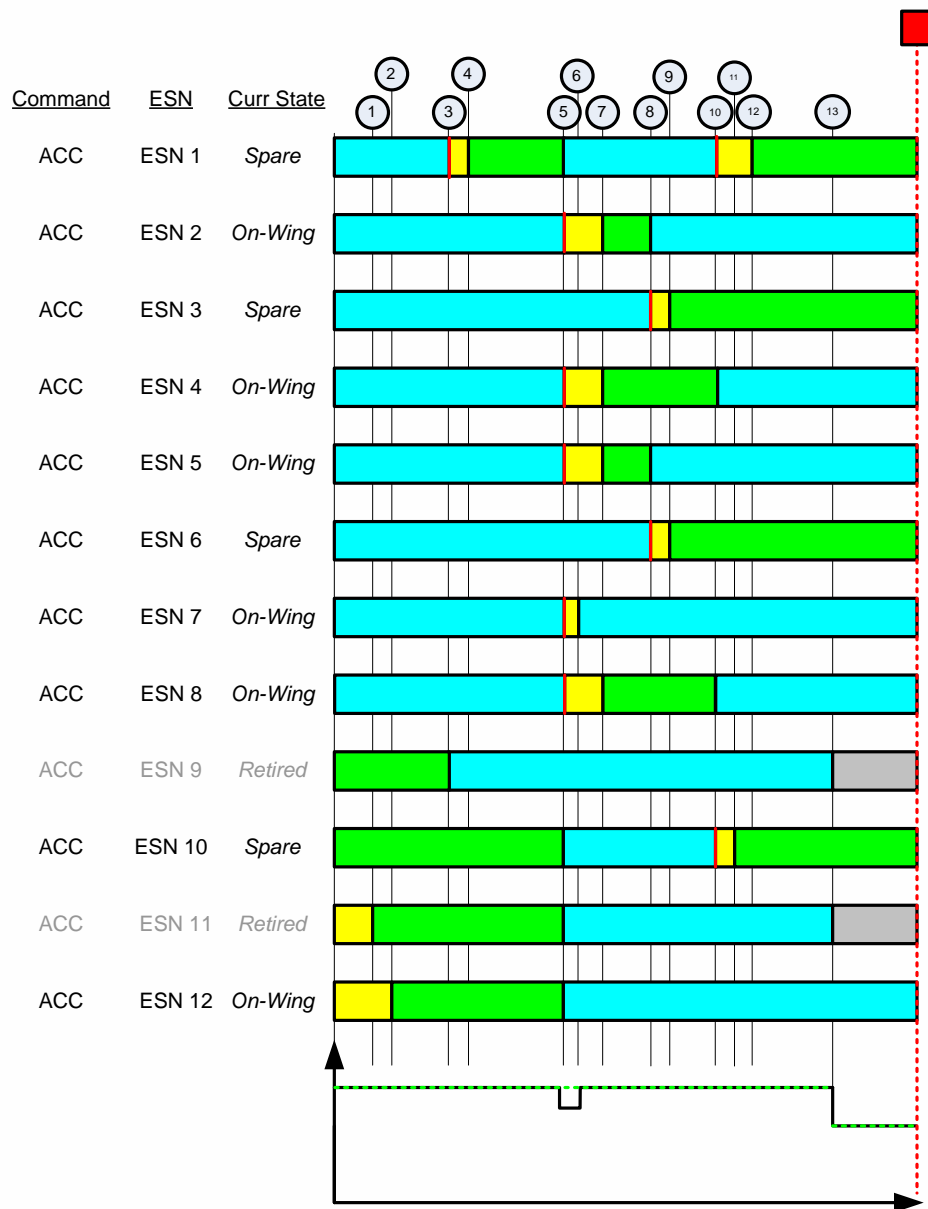 2 4 6 9 11
Command ESN Curr State 1 3 5 7 8 10 12 13
ACC ESN 1 Spare
ACC ESN 2 On-Wing
ACC ESN 3 Spare
ACC ESN 4 On-Wing
ACC ESN 5 On-Wing
ACC ESN 6 Spare
ACC ESN 7 On-Wing
ACC ESN 8 On-Wing
ACC ESN 9 Retired
ACC ESN 10 Spare
ACC ESN 11 Retired
ACC ESN 12 On-Wing